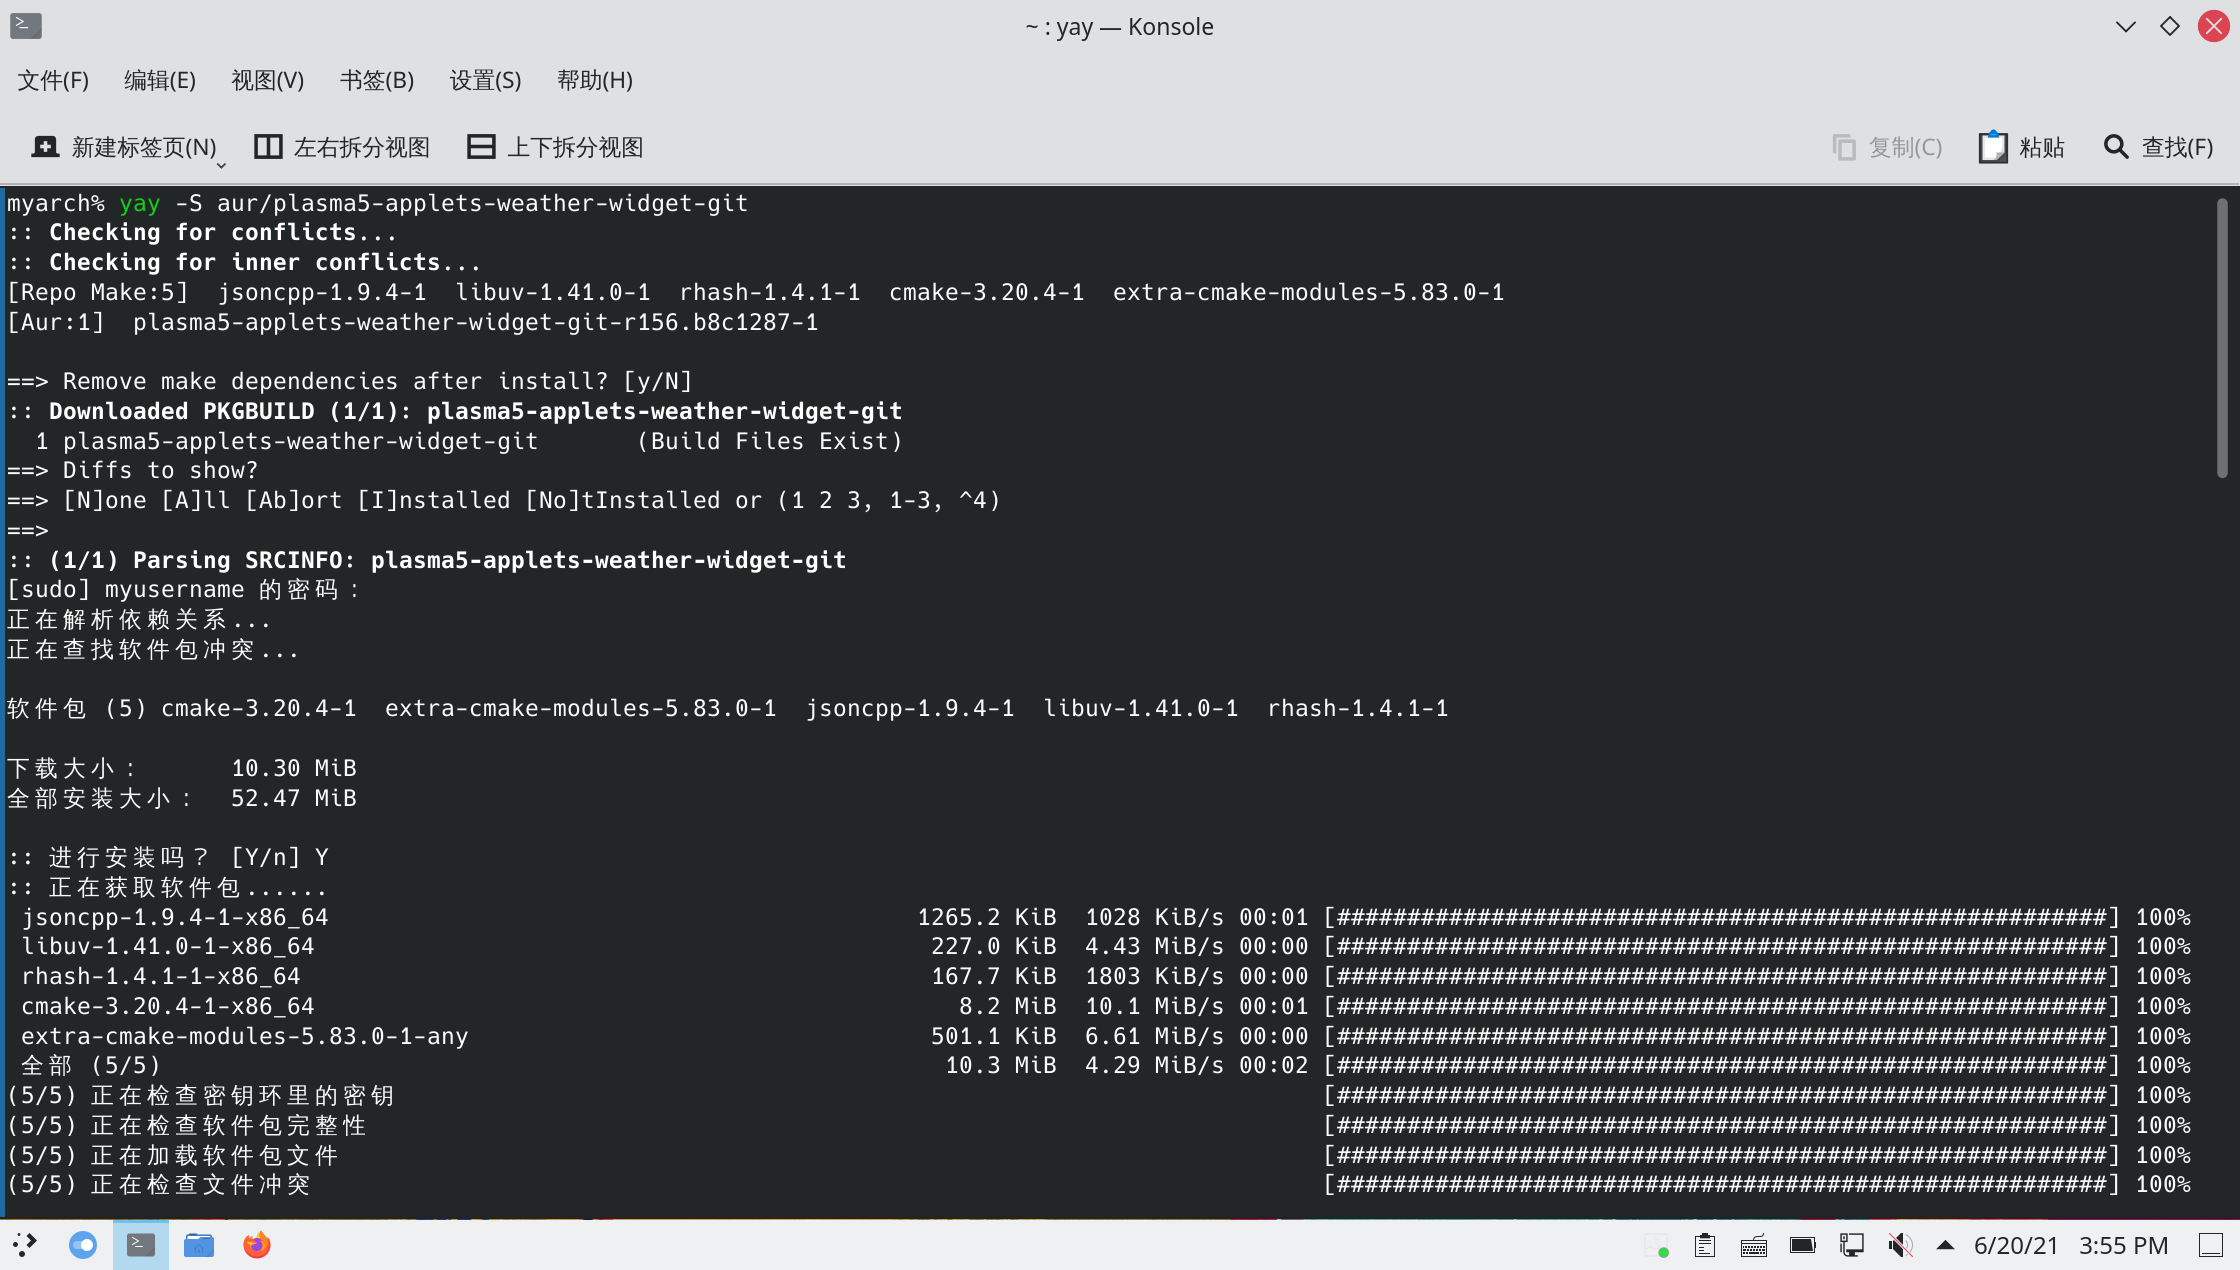 ~ : yay — Konsole
文件(F) 编辑(E) 视图(V) 书签(B) 设置(S) 帮助(H)
新建标签页(N) 左右拆分视图 上下拆分视图 复制(C) 粘贴 查找(F)
myarch% yay -S aur/plasma5-applets-weather-widget-git
:: Checking for conflicts...
:: Checking for inner conflicts...
[Repo Make:5]  jsoncpp-1.9.4-1  libuv-1.41.0-1  rhash-1.4.1-1  cmake-3.20.4-1  extra-cmake-modules-5.83.0-1
[Aur:1]  plasma5-applets-weather-widget-git-r156.b8c1287-1
==> Remove make dependencies after install? [y/N]
:: Downloaded PKGBUILD (1/1): plasma5-applets-weather-widget-git
  1 plasma5-applets-weather-widget-git       (Build Files Exist)
==> Diffs to show?
==> [N]one [A]ll [Ab]ort [I]nstalled [No]tInstalled or (1 2 3, 1-3, ^4)
==>
:: (1/1) Parsing SRCINFO: plasma5-applets-weather-widget-git
[sudo] myusername 的密码：
正在解析依赖关系...
正在查找软件包冲突...
软件包 (5) cmake-3.20.4-1  extra-cmake-modules-5.83.0-1  jsoncpp-1.9.4-1  libuv-1.41.0-1  rhash-1.4.1-1
下载大小：       10.30 MiB
全部安装大小：  52.47 MiB
:: 进行安装吗？ [Y/n] Y
:: 正在获取软件包......
 jsoncpp-1.9.4-1-x86_64    1265.2 KiB  1028 KiB/s 00:01 [#######################################################] 100%
 libuv-1.41.0-1-x86_64    227.0 KiB  4.43 MiB/s 00:00 [#######################################################] 100%
 rhash-1.4.1-1-x86_64    167.7 KiB  1803 KiB/s 00:00 [#######################################################] 100%
 cmake-3.20.4-1-x86_64    8.2 MiB  10.1 MiB/s 00:01 [#######################################################] 100%
 extra-cmake-modules-5.83.0-1-any    501.1 KiB  6.61 MiB/s 00:00 [#######################################################] 100%
 全部 (5/5)    10.3 MiB  4.29 MiB/s 00:02 [#######################################################] 100%
(5/5) 正在检查密钥环里的密钥    [#######################################################] 100%
(5/5) 正在检查软件包完整性    [#######################################################] 100%
(5/5) 正在加载软件包文件    [#######################################################] 100%
(5/5) 正在检查文件冲突    [#######################################################] 100%
6/20/21 3:55 PM